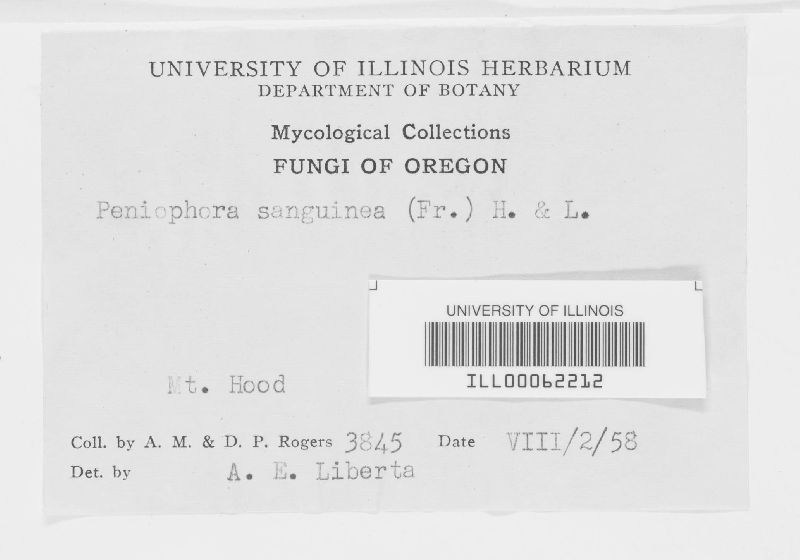 UNIVERSITY OF ILLINOIS HERBARIUM
DEPARTMENT OF BOTANY
Mycological Collections
FUNGI OF OREGON
Peniophora sanguinea (Fr.) H. & L.
UNIVERSITY OF ILLINOIS
ILL00062212
Mt. Hood
Coll. by A. M. & D. P. Rogers 3845 Date VIII/2/58
Det. by A. E. Liberta